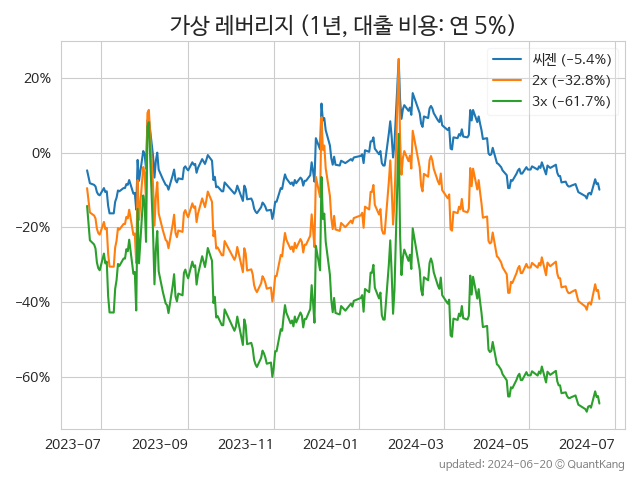 가상 레버리지 (1년, 대출 비용: 연 5%)
씨젠 (−5.4%)
2x (−32.8%)
3x (−61.7%)
20%
0%
−20%
−40%
−60%
2023-07 2023-09 2023-11 2024-01 2024-03 2024-05 2024-07
updated: 2024-06-20 © QuantKang